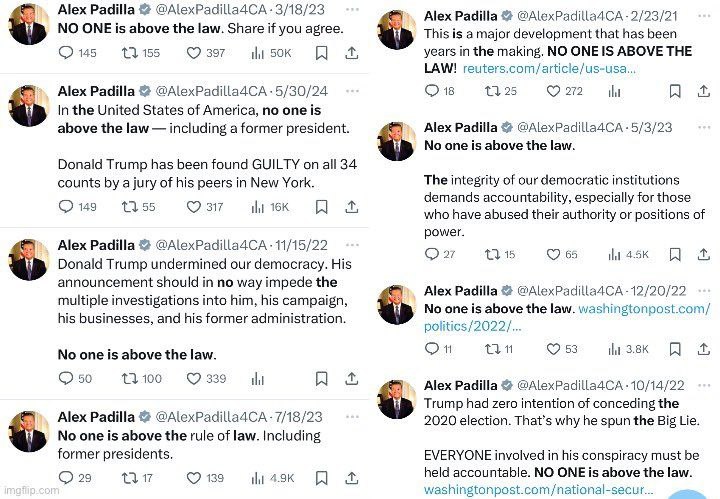 Alex Padilla @AlexPadilla4CA · 3/18/23
NO ONE is above the law. Share if you agree.
145 155 397 50K
Alex Padilla @AlexPadilla4CA · 5/30/24
In the United States of America, no one is
above the law — including a former president.
Donald Trump has been found GUILTY on all 34
counts by a jury of his peers in New York.
149 55 317 16K
Alex Padilla @AlexPadilla4CA · 11/15/22
Donald Trump undermined our democracy. His
announcement should in no way impede the
multiple investigations into him, his campaign,
his businesses, and his former administration.
No one is above the law.
50 100 339
Alex Padilla @AlexPadilla4CA · 7/18/23
No one is above the rule of law. Including
former presidents.
29 17 139 4.9K
imgflip.com
Alex Padilla @AlexPadilla4CA · 2/23/21
This is a major development that has been
years in the making. NO ONE IS ABOVE THE
LAW! reuters.com/article/us-usa...
18 25 272
Alex Padilla @AlexPadilla4CA · 5/3/23
No one is above the law.
The integrity of our democratic institutions
demands accountability, especially for those
who have abused their authority or positions of
power.
27 15 65 4.5K
Alex Padilla @AlexPadilla4CA · 12/20/22
No one is above the law. washingtonpost.com/
politics/2022/...
11 11 53 3.8K
Alex Padilla @AlexPadilla4CA · 10/14/22
Trump had zero intention of conceding the
2020 election. That's why he spun the Big Lie.
EVERYONE involved in his conspiracy must be
held accountable. NO ONE is above the law.
washingtonpost.com/national-secur...